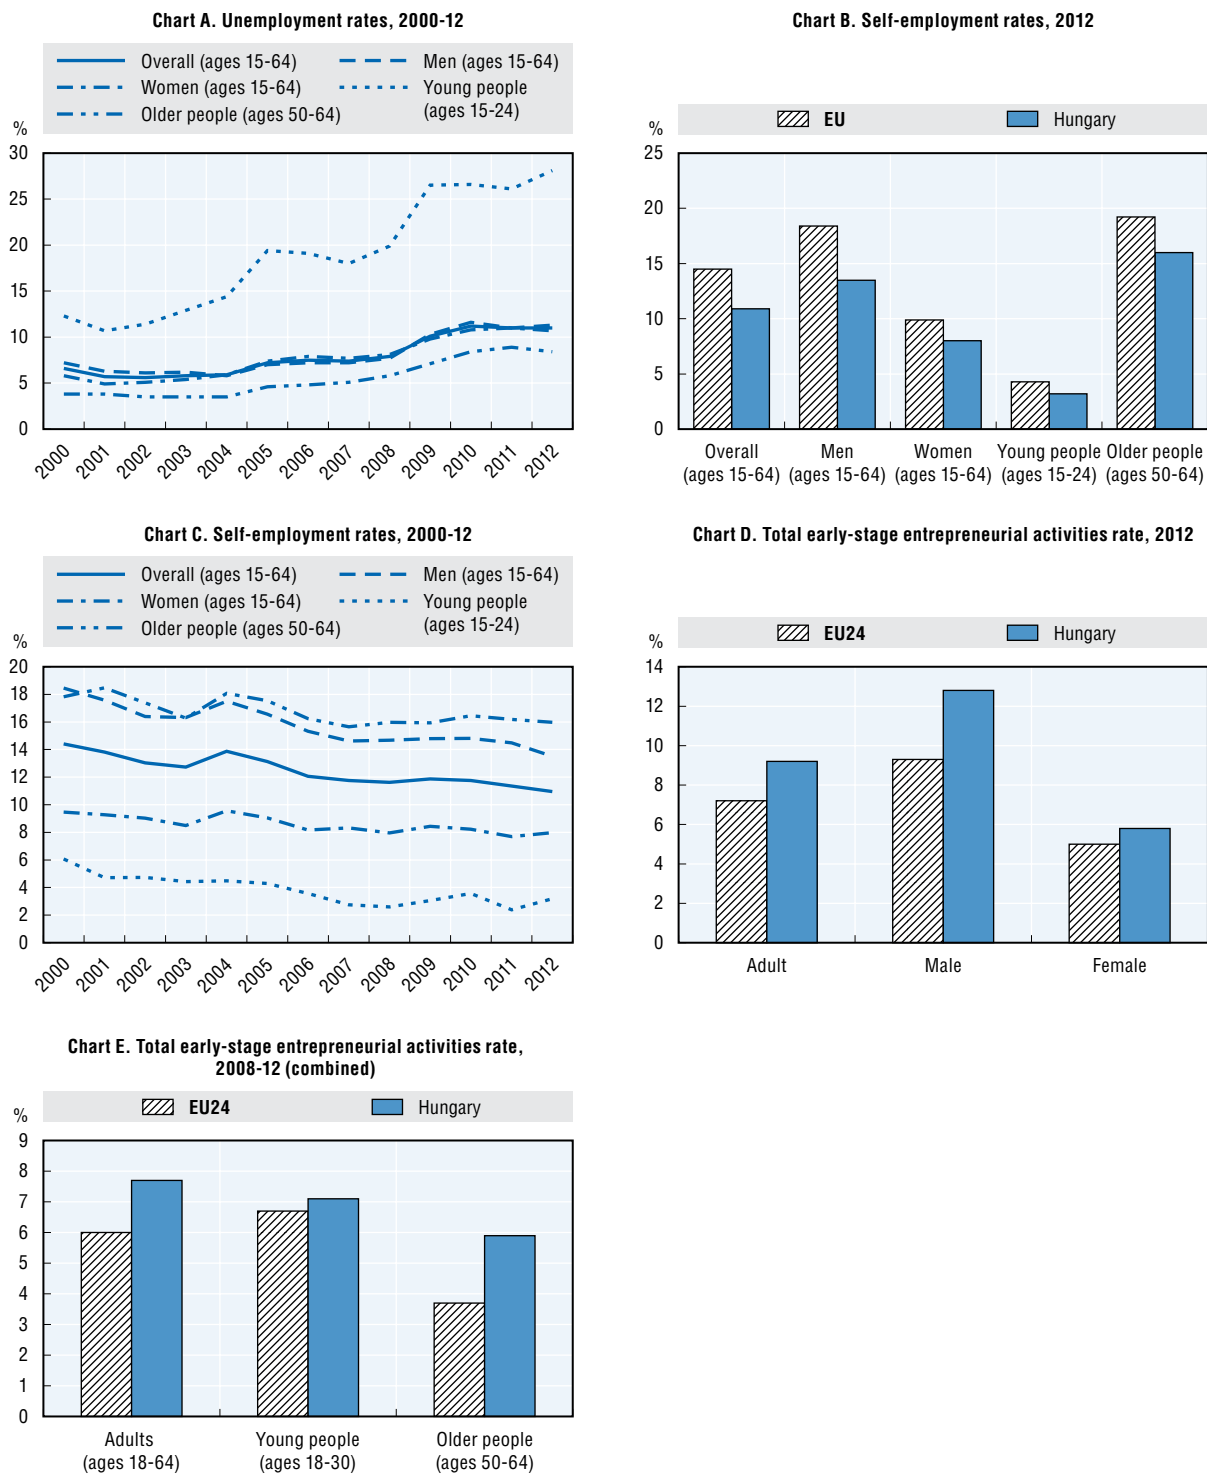 Chart A. Unemployment rates, 2000-12
Overall (ages 15-64)
Men (ages 15-64)
Women (ages 15-64)
Young people
(ages 15-24)
Older people (ages 50-64)
%
30
25
20
15
10
5
0
2000
2001
2002
2003
2004
2005
2006
2007
2008
2009
2010
2011
2012
Chart B. Self-employment rates, 2012
EU
Hungary
%
25
20
15
10
5
0
Overall
(ages 15-64)
Men
(ages 15-64)
Women
(ages 15-64)
Young people
(ages 15-24)
Older people
(ages 50-64)
Chart C. Self-employment rates, 2000-12
Overall (ages 15-64)
Men (ages 15-64)
Women (ages 15-64)
Young people
(ages 15-24)
Older people (ages 50-64)
%
20
18
16
14
12
10
8
6
4
2
0
2000
2001
2002
2003
2004
2005
2006
2007
2008
2009
2010
2011
2012
Chart D. Total early-stage entrepreneurial activities rate, 2012
EU24
Hungary
%
14
12
10
8
6
4
2
0
Adult
Male
Female
Chart E. Total early-stage entrepreneurial activities rate,
2008-12 (combined)
EU24
Hungary
%
9
8
7
6
5
4
3
2
1
0
Adults
(ages 18-64)
Young people
(ages 18-30)
Older people
(ages 50-64)